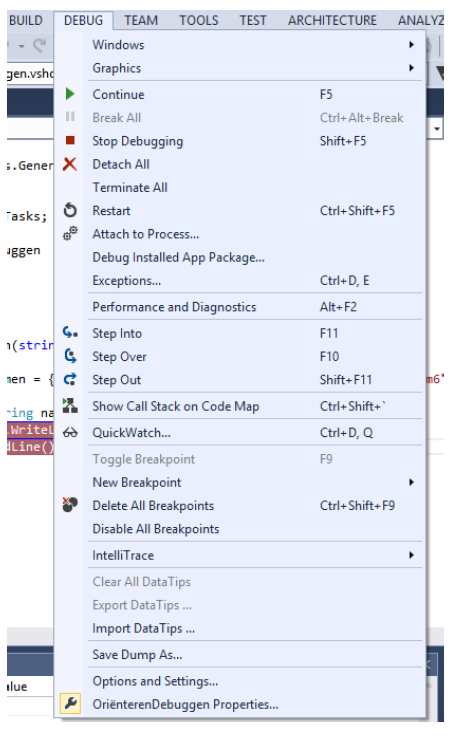 BUILD DEBUG TEAM TOOLS TEST ARCHITECTURE ANALYZ
Windows
gen.vsho Graphics
Continue F5
Break All Ctrl+Alt+Break
Stop Debugging Shift+F5
s.Gener Detach All
Terminate All
Tasks; Restart Ctrl+Shift+F5
Attach to Process...
uggen Debug Installed App Package...
Exceptions... Ctrl+D, E
Performance and Diagnostics Alt+F2
n(strin Step Into F11
Step Over F10
men = { Step Out Shift+F11 m6"
ring na Show Call Stack on Code Map Ctrl+Shift+`
.WriteL QuickWatch... Ctrl+D, Q
dLine() Toggle Breakpoint F9
New Breakpoint
Delete All Breakpoints Ctrl+Shift+F9
Disable All Breakpoints
IntelliTrace
Clear All DataTips
Export DataTips ...
Import DataTips ...
Save Dump As...
alue Options and Settings...
OriënterenDebuggen Properties...